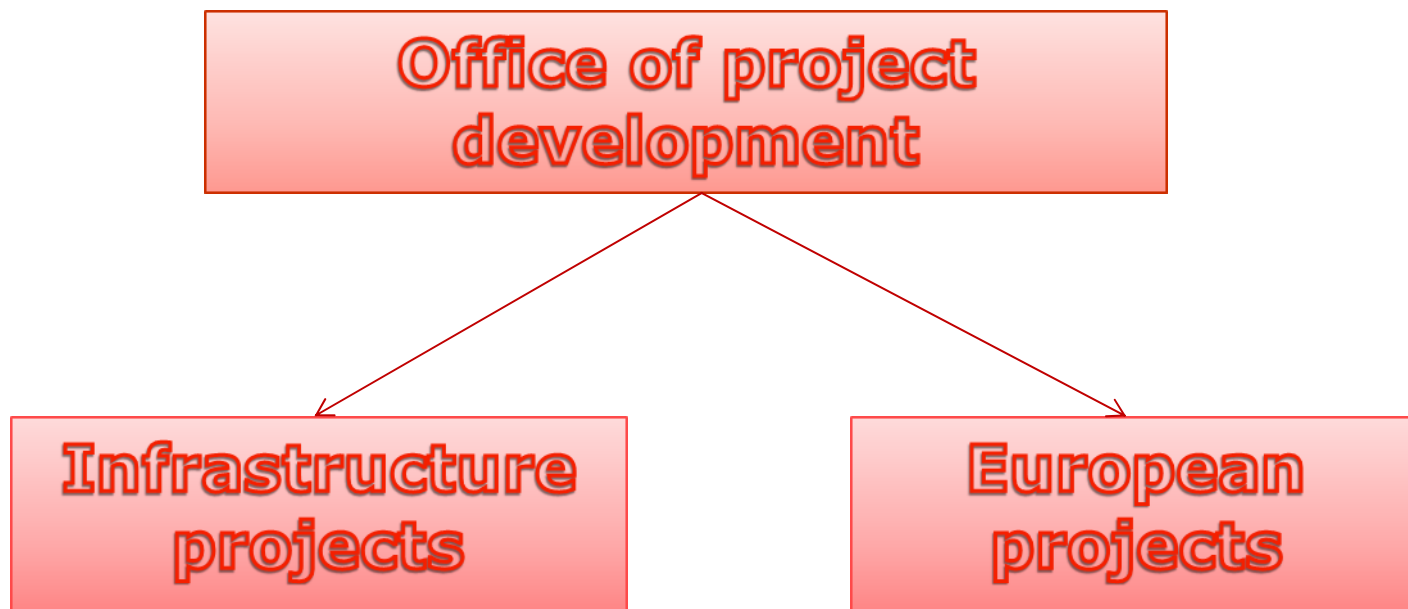 Office of project
development
Infrastructure
projects
European
projects